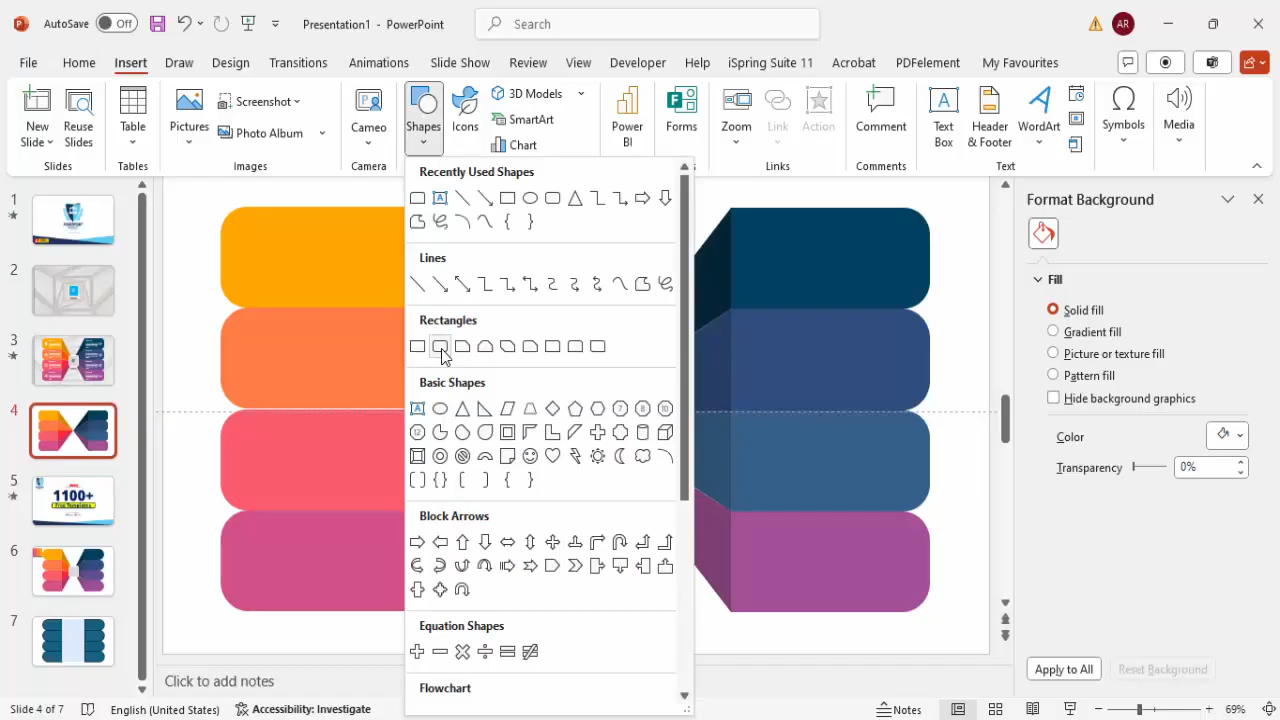 AutoSave Off Presentation1 - PowerPoint Search AR
File Home Insert Draw Design Transitions Animations Slide Show Review View Developer Help iSpring Suite 11 Acrobat PDFelement My Favourites
New Slide
Reuse Slides
Slides
Table
Tables
Pictures
Screenshot
Photo Album
Images
Cameo
Camera
Shapes
Icons
3D Models
SmartArt
Chart
Power BI
Forms
Zoom
Link
Action
Links
Comment
Comments
Text Box
Header & Footer
WordArt
Text
Symbols
Media
Recently Used Shapes
A
Lines
Rectangles
Basic Shapes
A 7 8 10
12
Block Arrows
Equation Shapes
Flowchart
1
2
3
4
5
1100+
6
7
Format Background
Fill
Solid fill
Gradient fill
Picture or texture fill
Pattern fill
Hide background graphics
Color
Transparency 0%
Apply to All Reset Background
Click to add notes
Slide 4 of 7 English (United States) Accessibility: Investigate Notes 69%